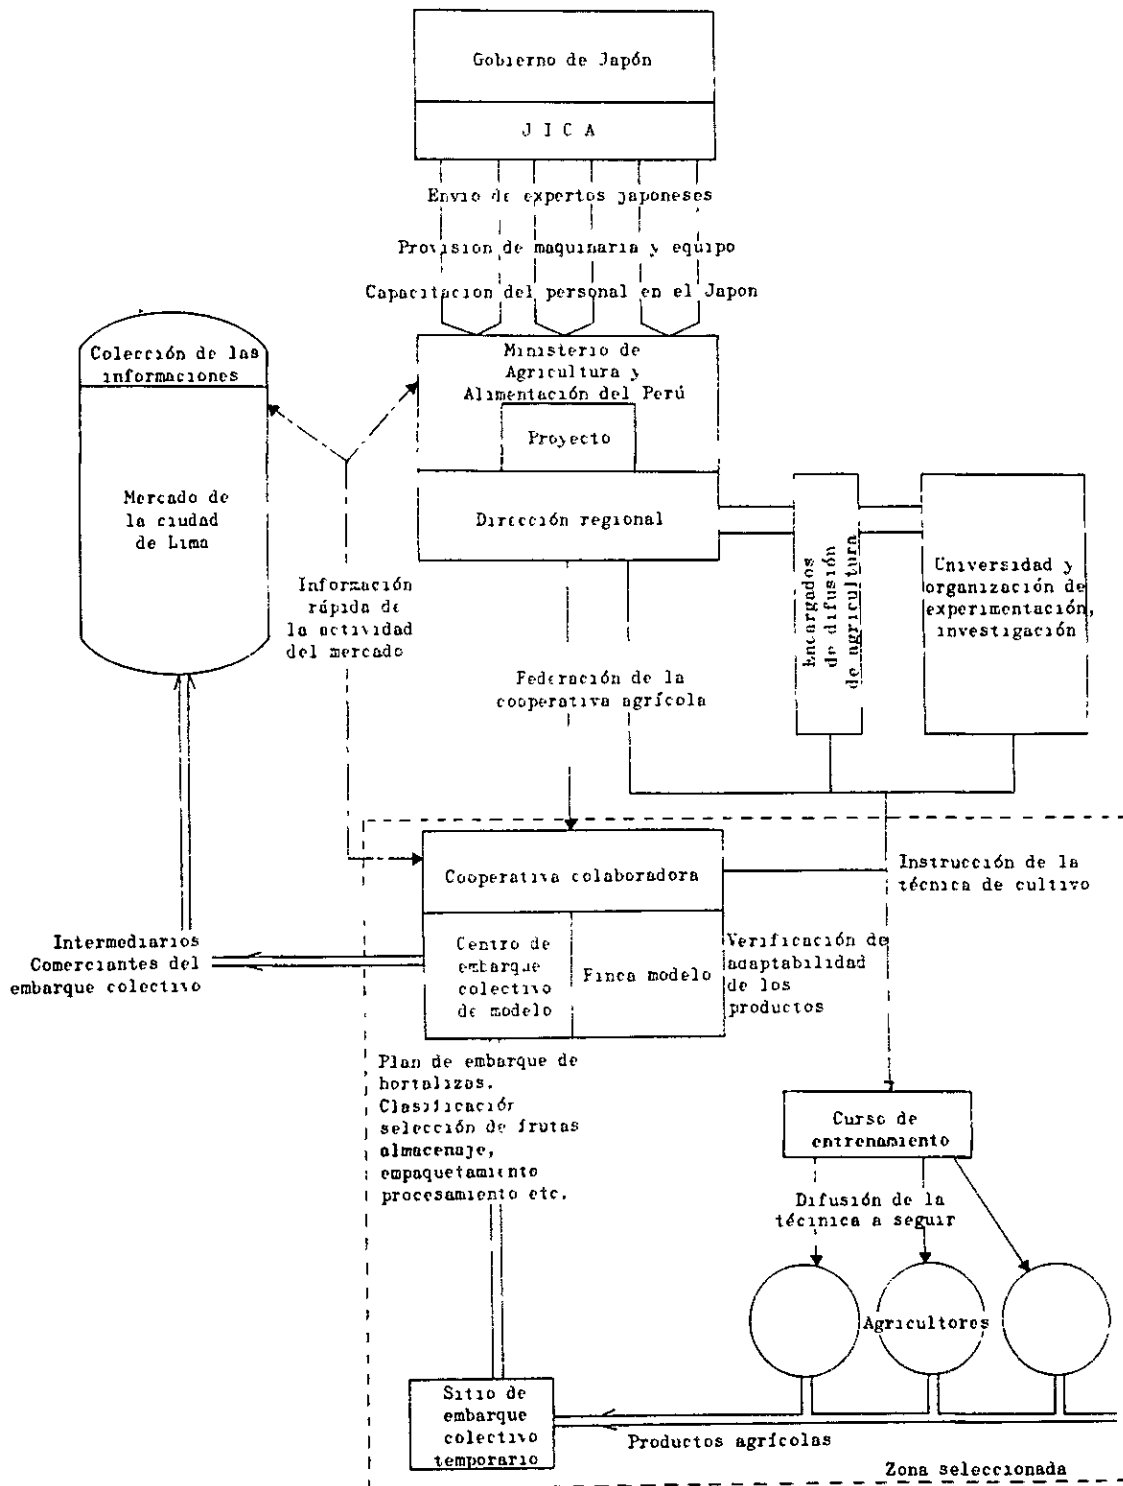 Gobierno de Japón
J I C A
Envio de expertos japoneses
Provision de maquinaria y equipo
Capacitacion del personal en el Japon
Colección de las
informaciones
Mercado de
la ciudad
de Lima
Ministerio de
Agricultura y
Alimentación del Perú
Proyecto
Dirección regional
Encargados
de difusión
de agricultura
Universidad y
organización de
experimentación,
investigación
Información
rápida de
la actividad
del mercado
Federación de la
cooperativa agrícola
Cooperativa colaboradora
Instrucción de la
técnica de cultivo
Intermediarios
Comerciantes del
embarque colectivo
Centro de
embarque
colectivo
de modelo
Finca modelo
Verificación de
adaptabilidad
de los
productos
Plan de embarque de
hortalizas.
Clasificación
selección de frutas
almacenaje,
empaquetamiento
procesamiento etc.
Curso de
entrenamiento
Difusión de la
técinica a seguir
Agricultores
Sitio de
embarque
colectivo
temporario
Productos agrícolas
Zona seleccionada